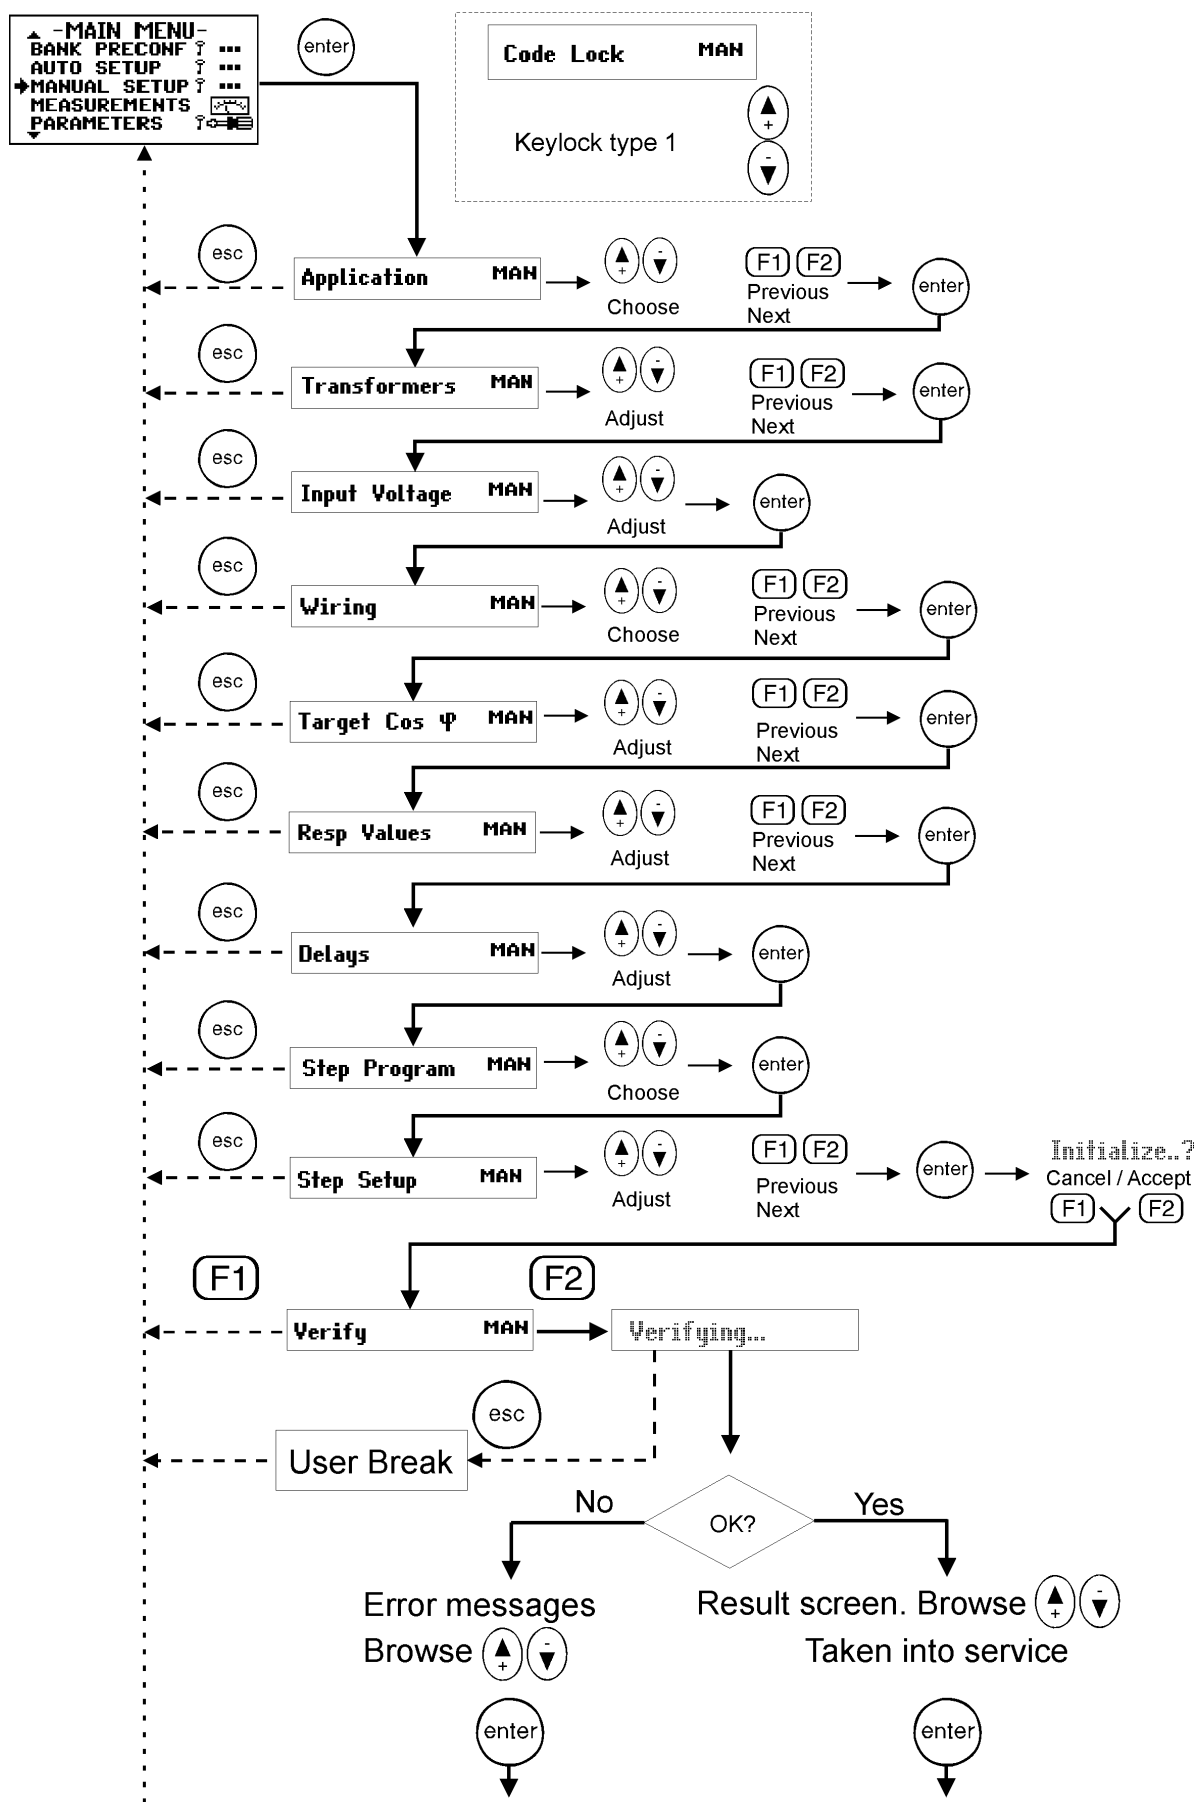 -MAIN MENU-
BANK PRECONF
AUTO SETUP
MANUAL SETUP
MEASUREMENTS
PARAMETERS
enter
Code Lock MAN
+
-
Keylock type 1
esc
Application MAN
+ -
Choose
F1 F2
Previous
Next
enter
esc
Transformers MAN
+ -
Adjust
F1 F2
Previous
Next
enter
esc
Input Voltage MAN
+ -
Adjust
enter
esc
Wiring MAN
+ -
Choose
F1 F2
Previous
Next
enter
esc
Target Cos φ MAN
+ -
Adjust
F1 F2
Previous
Next
enter
esc
Resp Values MAN
+ -
Adjust
F1 F2
Previous
Next
enter
esc
Delays MAN
+ -
Adjust
enter
esc
Step Program MAN
+ -
Choose
enter
esc
Step Setup MAN
+ -
Adjust
F1 F2
Previous
Next
enter
Initialize..?
Cancel / Accept
F1 F2
F1
Verify MAN
F2
Verifying...
esc
User Break
OK?
No
Yes
Error messages
Browse + -
enter
Result screen. Browse + -
Taken into service
enter